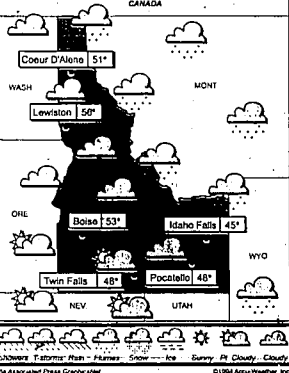 CANADA
Coeur D'Alene 51°
WASH
MONT
Lewiston 56°
ORE
Boise 53°
Idaho Falls 45°
WYO
Twin Falls 48°
Pocatello 48°
NEV
UTAH
Showers T-storms Rain Flurries Snow Ice Sunny Pt. Cloudy Cloudy
Associated Press
©1994 Accu-Weather, Inc.